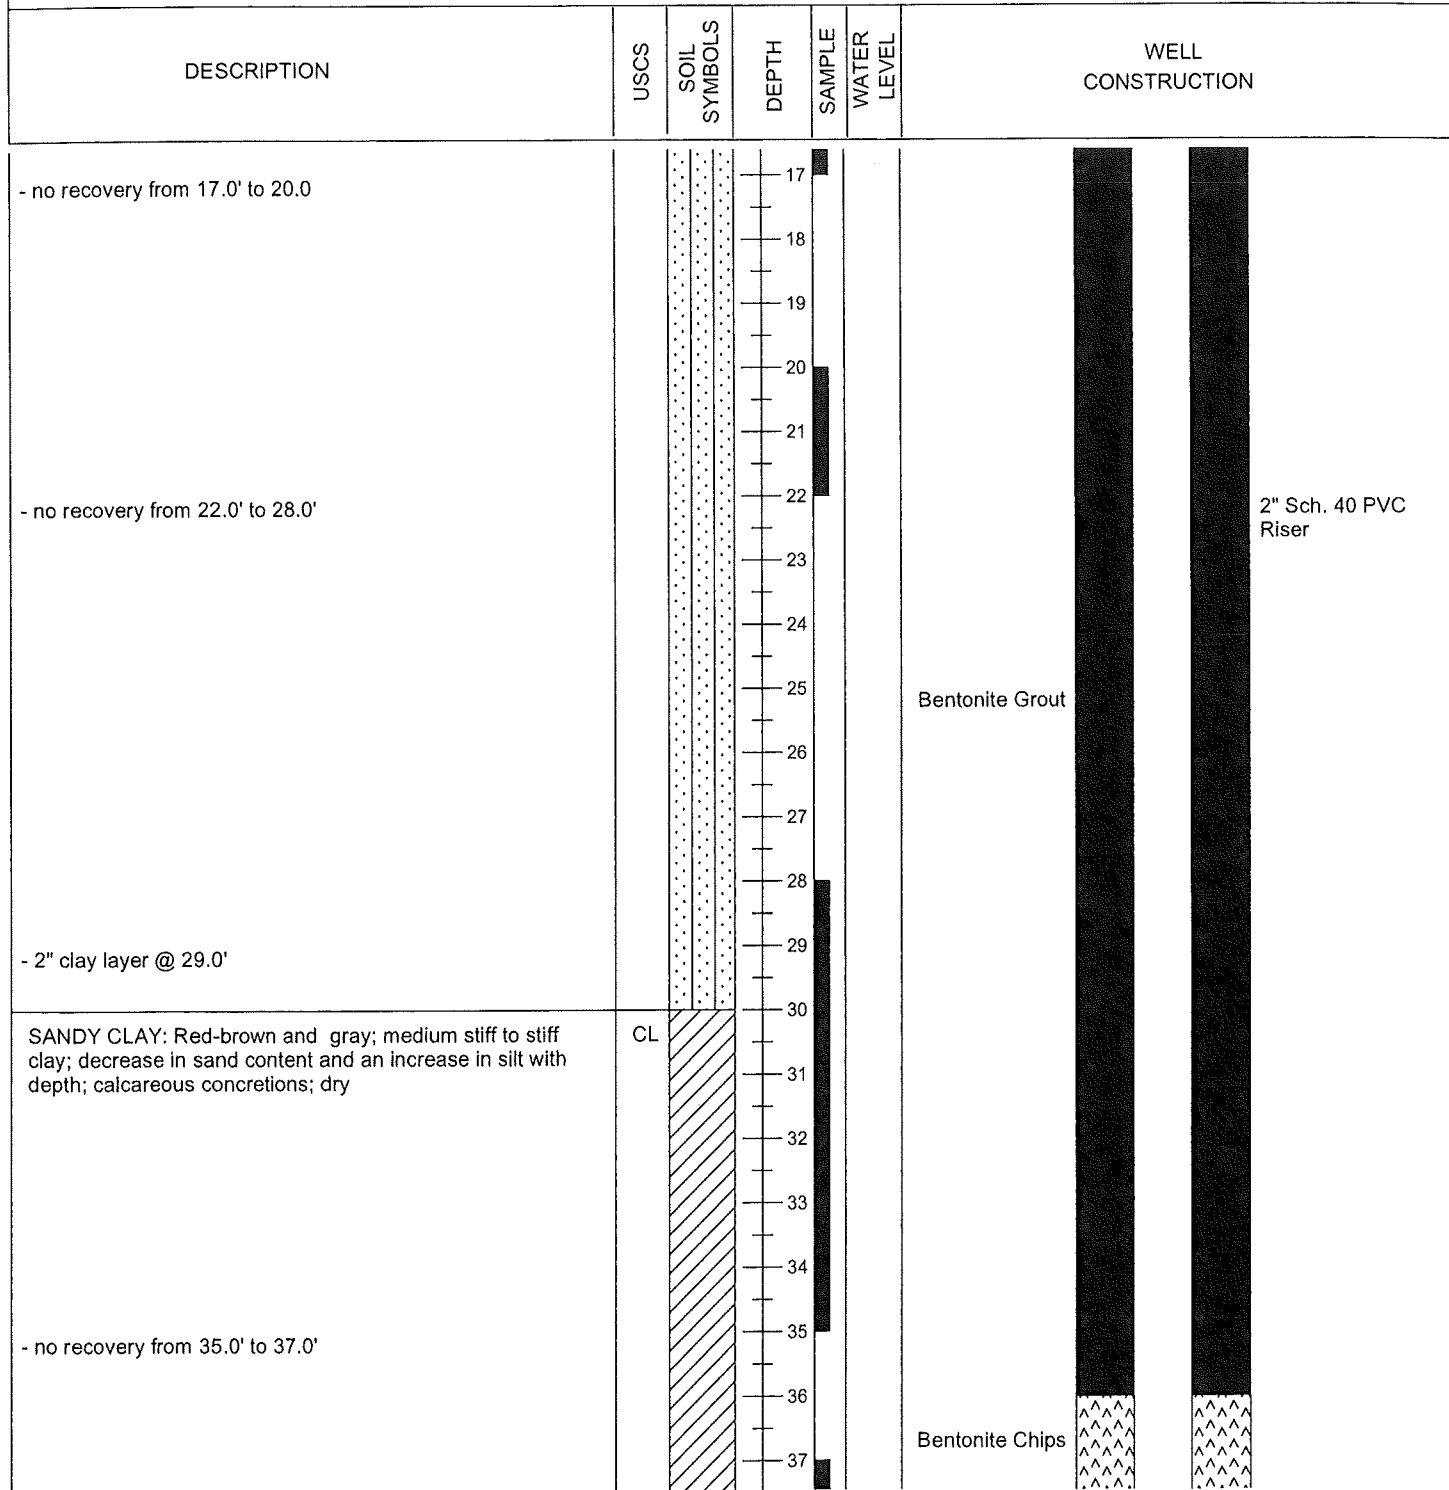 DESCRIPTION
USCS
SOIL
SYMBOLS
DEPTH
SAMPLE
WATER
LEVEL
WELL
CONSTRUCTION
17
- no recovery from 17.0' to 20.0
18
19
20
21
22
- no recovery from 22.0' to 28.0'
2" Sch. 40 PVC
Riser
23
24
25
Bentonite Grout
26
27
28
29
- 2" clay layer @ 29.0'
30
SANDY CLAY: Red-brown and gray; medium stiff to stiff
clay; decrease in sand content and an increase in silt with
depth; calcareous concretions; dry
CL
31
32
33
34
35
- no recovery from 35.0' to 37.0'
36
Bentonite Chips
37